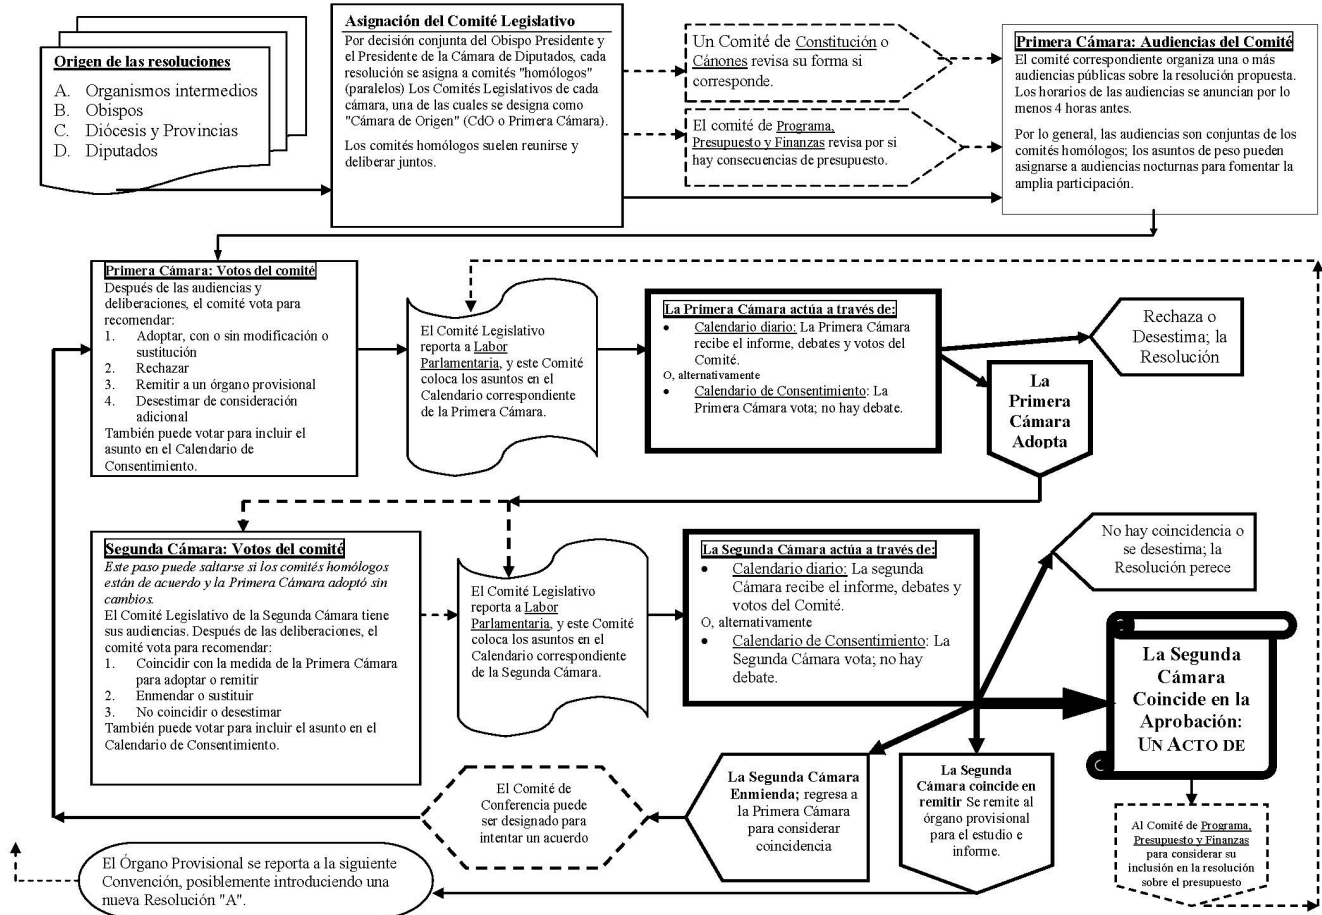 Origen de las resoluciones
A. Organismos intermedios
B. Obispos
C. Diócesis y Provincias
D. Diputados
Asignación del Comité Legislativo
Por decisión conjunta del Obispo Presidente y
el Presidente de la Cámara de Diputados, cada
resolución se asigna a comités "homólogos"
(paralelos) Los Comités Legislativos de cada
cámara, una de las cuales se designa como
"Cámara de Origen" (CdO o Primera Cámara).
Los comités homólogos suelen reunirse y
deliberar juntos.
Un Comité de Constitución o
Cánones revisa su forma si
corresponde.
El comité de Programa,
Presupuesto y Finanzas revisa por si
hay consecuencias de presupuesto.
Primera Cámara: Audiencias del Comité
El comité correspondiente organiza una o más
audiencias públicas sobre la resolución propuesta.
Los horarios de las audiencias se anuncian por lo
menos 4 horas antes.
Por lo general, las audiencias son conjuntas de los
comités homólogos; los asuntos de peso pueden
asignarse a audiencias nocturnas para fomentar la
amplia participación.
Primera Cámara: Votos del comité
Después de las audiencias y
deliberaciones, el comité vota para
recomendar:
1. Adoptar, con o sin modificación o
sustitución
2. Rechazar
3. Remitir a un órgano provisional
4. Desestimar de consideración
adicional
También puede votar para incluir el
asunto en el Calendario de
Consentimiento.
El Comité Legislativo
reporta a Labor
Parlamentaria, y este Comité
coloca los asuntos en el
Calendario correspondiente
de la Primera Cámara.
La Primera Cámara actúa a través de:
• Calendario diario: La Primera Cámara
recibe el informe, debates y votos del
Comité.
O, alternativamente
• Calendario de Consentimiento: La
Primera Cámara vota; no hay debate.
Rechaza o
Desestima; la
Resolución
La
Primera
Cámara
Adopta
Segunda Cámara: Votos del comité
Este paso puede saltarse si los comités homólogos
están de acuerdo y la Primera Cámara adoptó sin
cambios.
El Comité Legislativo de la Segunda Cámara tiene
sus audiencias. Después de las deliberaciones, el
comité vota para recomendar:
1. Coincidir con la medida de la Primera Cámara
para adoptar o remitir
2. Enmendar o sustituir
3. No coincidir o desestimar
También puede votar para incluir el asunto en el
Calendario de Consentimiento.
El Comité Legislativo
reporta a Labor
Parlamentaria, y este Comité
coloca los asuntos en el
Calendario correspondiente
de la Segunda Cámara.
La Segunda Cámara actúa a través de:
• Calendario diario: La segunda
Cámara recibe el informe, debates y
votos del Comité.
O, alternativamente
• Calendario de Consentimiento: La
Segunda Cámara vota; no hay
debate.
No hay coincidencia o
se desestima; la
Resolución perece
La Segunda
Cámara
Coincide en la
Aprobación:
UN ACTO DE
El Comité de
Conferencia puede
ser designado para
intentar un acuerdo
La Segunda Cámara
Enmienda; regresa a
la Primera Cámara
para considerar
coincidencia
La Segunda
Cámara coincide en
remitir Se remite al
órgano provisional
para el estudio e
informe.
Al Comité de Programa,
Presupuesto y Finanzas
para considerar su
inclusión en la resolución
sobre el presupuesto
El Órgano Provisional se reporta a la siguiente
Convención, posiblemente introduciendo una
nueva Resolución "A".